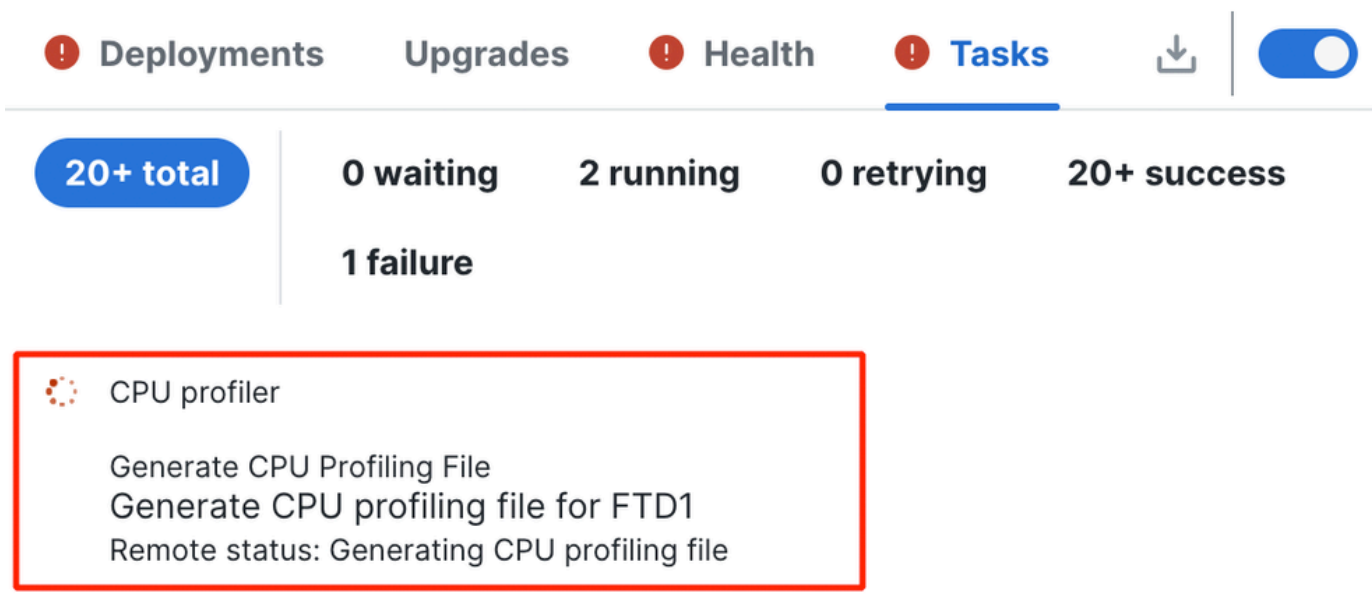 Deployments Upgrades Health Tasks
20+ total 0 waiting 2 running 0 retrying 20+ success
1 failure
CPU profiler
Generate CPU Profiling File
Generate CPU profiling file for FTD1
Remote status: Generating CPU profiling file